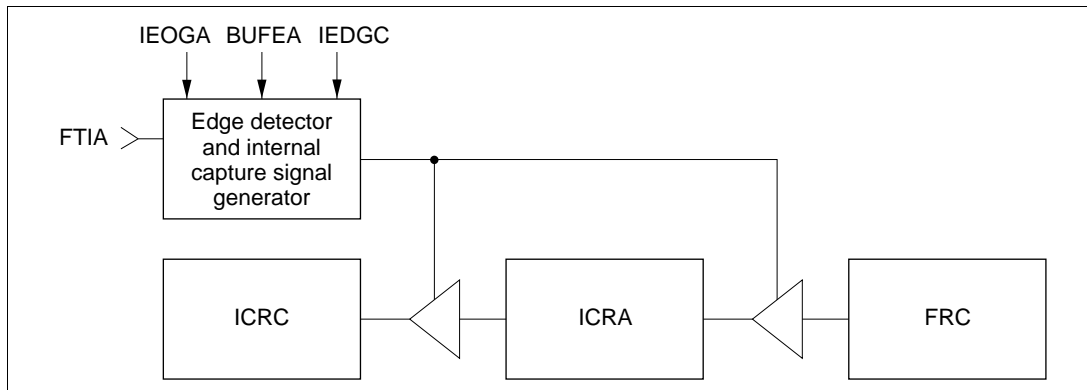 IEOGA BUFEA IEDGC
FTIA
Edge detector
and internal
capture signal
generator
ICRC
ICRA
FRC